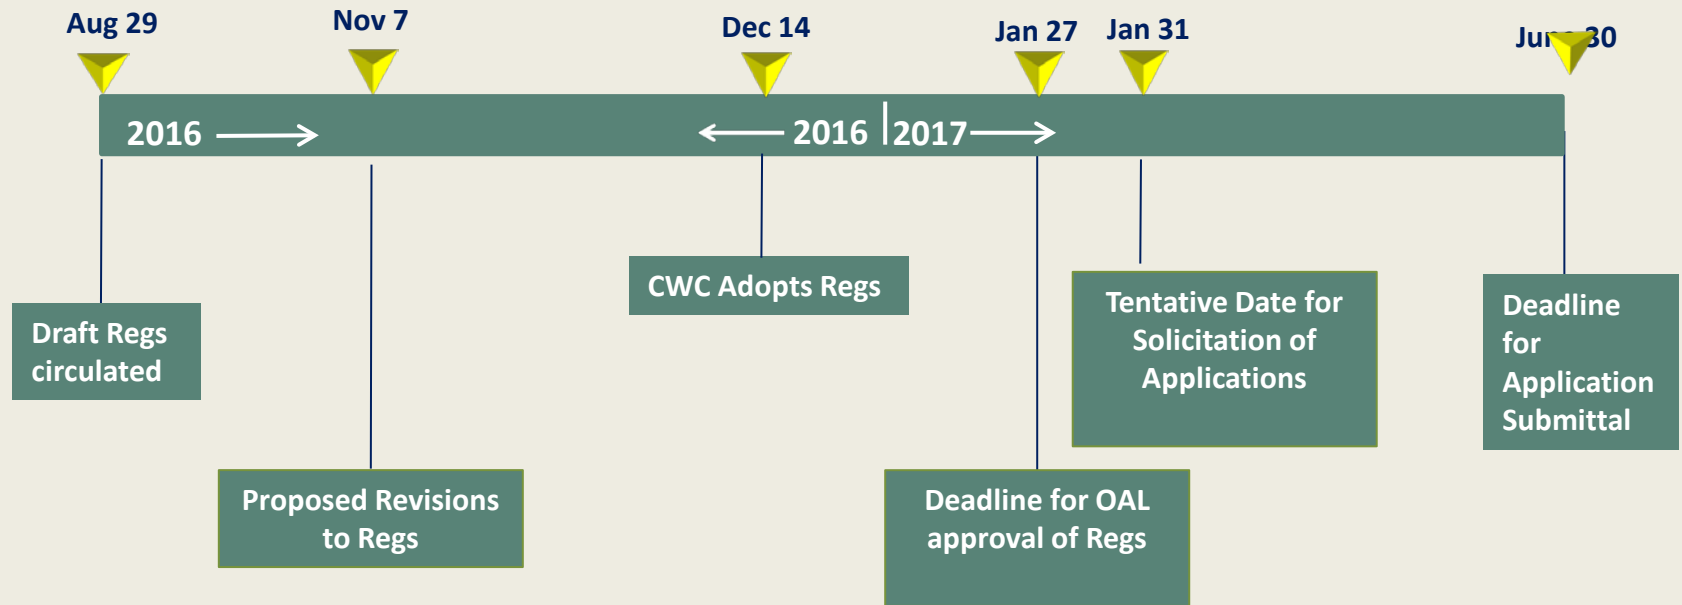 Aug 29
Nov 7
Dec 14
Jan 27
Jan 31
June 30
2016
2016
2017
Draft Regs
circulated
Proposed Revisions
to Regs
CWC Adopts Regs
Deadline for OAL
approval of Regs
Tentative Date for
Solicitation of
Applications
Deadline
for
Application
Submittal